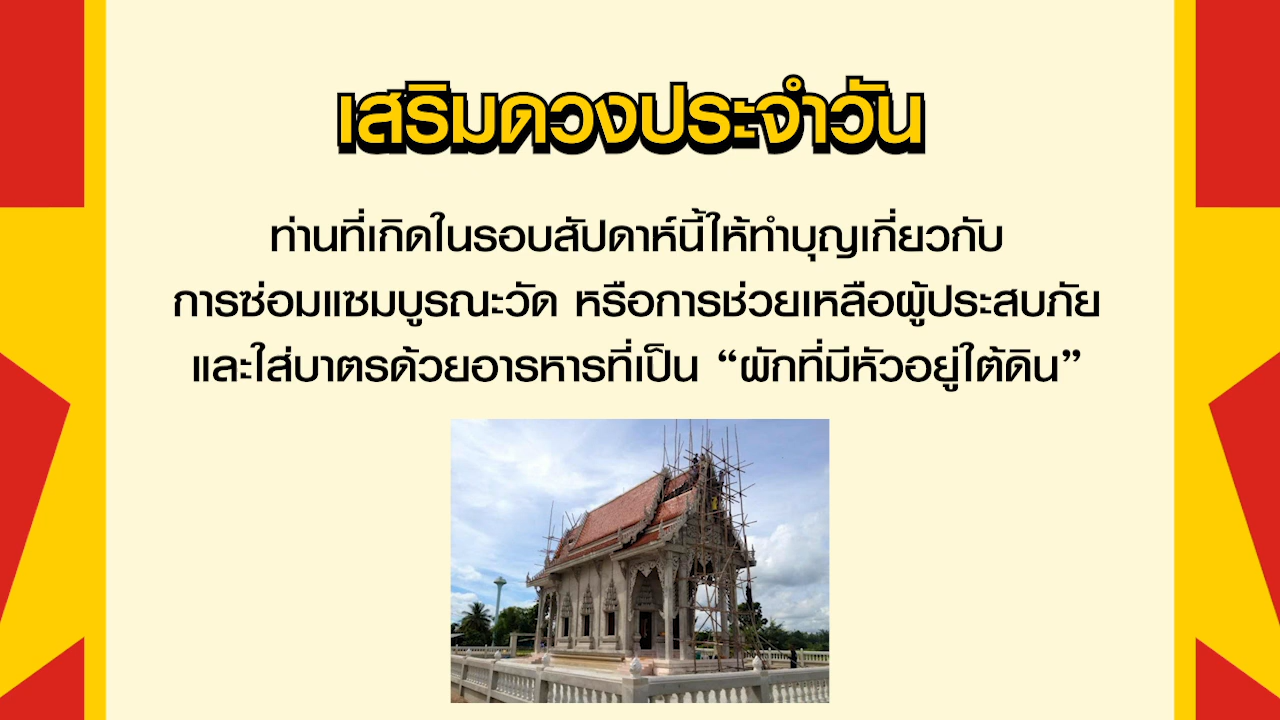 เสริมดวงประจำวัน
ท่านที่เกิดในรอบสัปดาห์นี้ให้ทำบุญเกี่ยวกับ
การซ่อมแซมบูรณะวัด หรือการช่วยเหลือผู้ประสบภัย
และใส่บาตรด้วยอารหารที่เป็น “ผักที่มีหัวอยู่ใต้ดิน”